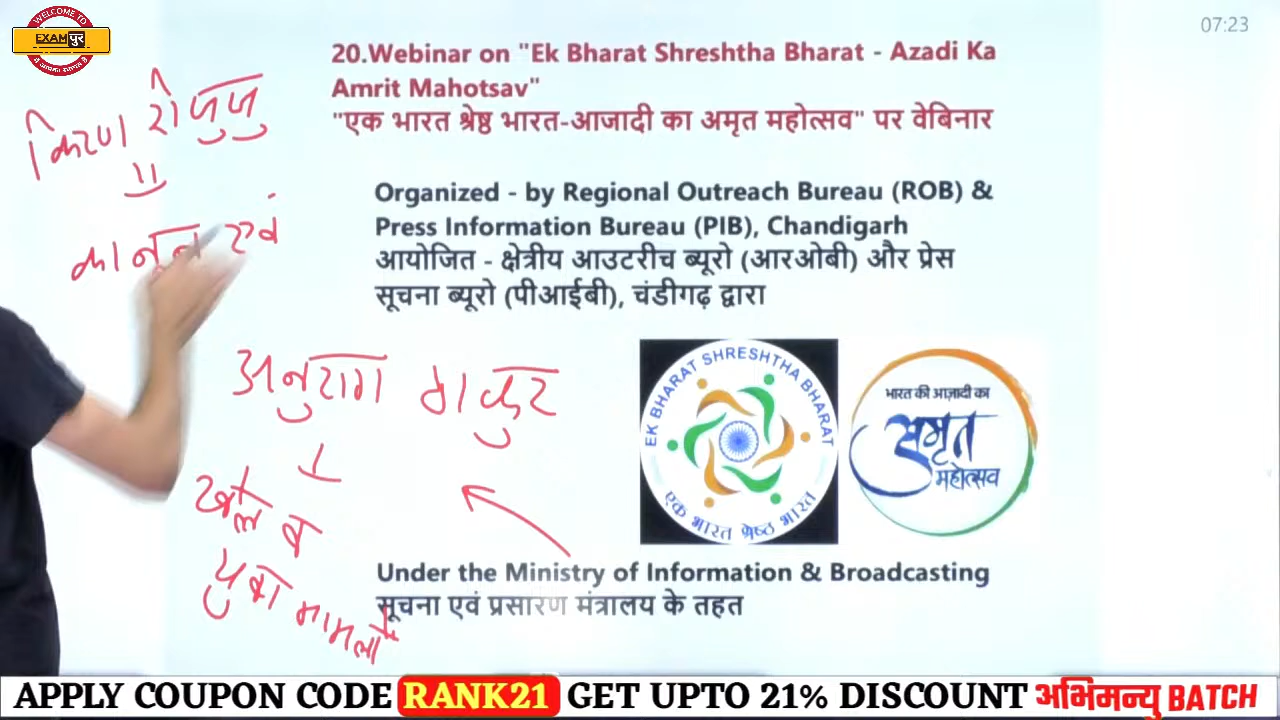 WELCOME TO
EXAMपुर
07:23
20.Webinar on "Ek Bharat Shreshtha Bharat - Azadi Ka
Amrit Mahotsav"
"एक भारत श्रेष्ठ भारत-आजादी का अमृत महोत्सव" पर वेबिनार
किरण रीजुजु
कानून एवं
Organized - by Regional Outreach Bureau (ROB) &
Press Information Bureau (PIB), Chandigarh
आयोजित - क्षेत्रीय आउटरीच ब्यूरो (आरओबी) और प्रेस
सूचना ब्यूरो (पीआईबी), चंडीगढ़ द्वारा
अनुराग ठाकुर
खेल व
युवा मामलों
EK BHARAT SHRESHTHA BHARAT
एक भारत श्रेष्ठ भारत
भारत की आज़ादी का
अमृत
महोत्सव
Under the Ministry of Information & Broadcasting
सूचना एवं प्रसारण मंत्रालय के तहत
APPLY COUPON CODE RANK21 GET UPTO 21% DISCOUNT अभिमन्यु BATCH